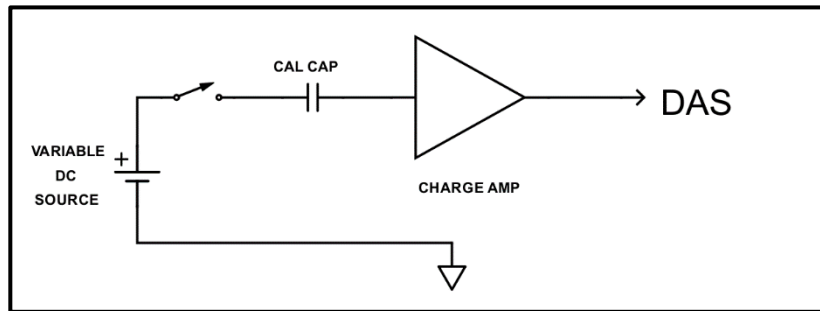 CAL CAP
DAS
VARIABLE
+
DC
SOURCE
CHARGE AMP